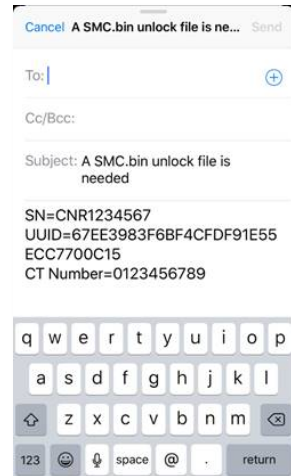 Cancel A SMC.bin unlock file is ne... Send
To:
Cc/Bcc:
Subject: A SMC.bin unlock file is
needed
SN=CNR1234567
UUID=67EE3983F6BF4CFDF91E55
ECC7700C15
CT Number=0123456789
q w e r t y u i o p
a s d f g h j k l
z x c v b n m
123 space @ . return